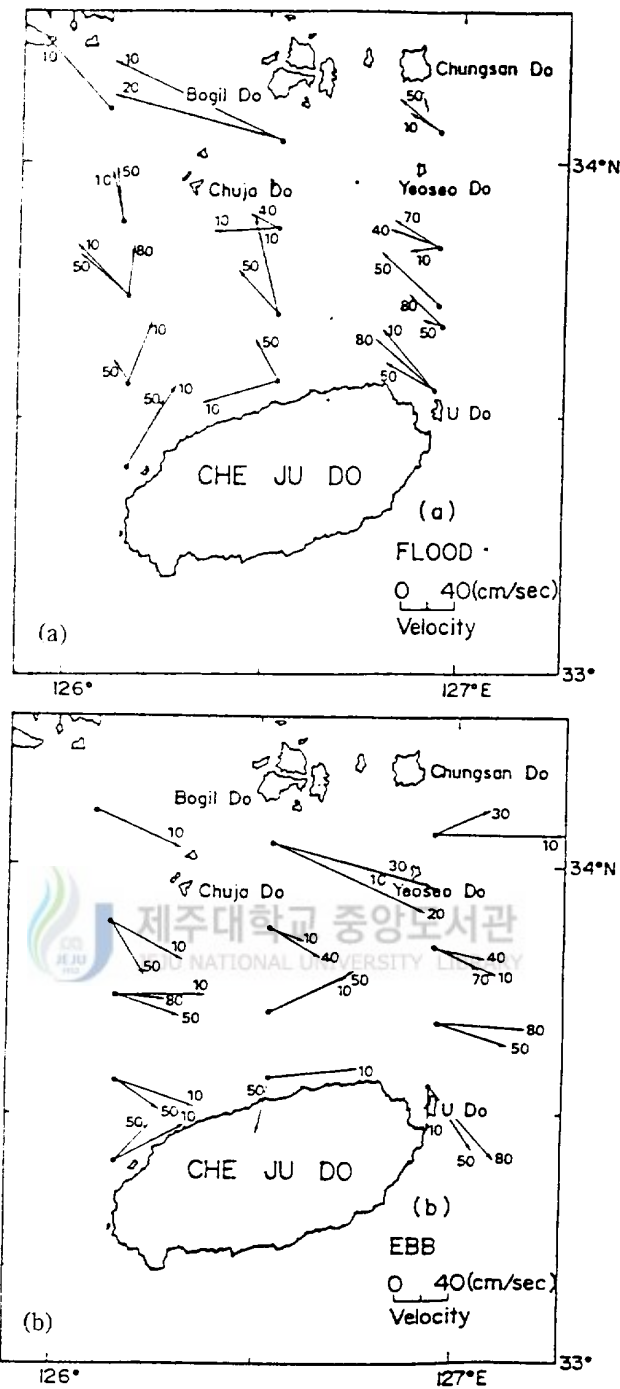 10
10
20
Bogil Do
Chungsan Do
50
10
34°N
10
50
Chuja Do
Yeoseo Do
40
10
10
70
40
10
10
50
80
50
50
80
50
10
50
50
80
10
50
10
50
10
U Do
CHE JU DO
(a)
FLOOD
0 40(cm/sec)
Velocity
(a)
33°
126° 127°E
Chungsan Do
Bogil Do
30
10
10
34°N
30
10
Yeoseo Do
20
Chuja Do
제주대학교 중앙도서관
JEJU NATIONAL UNIVERSITY LIBRARY
JEJU
1952
10
50
10
40
40
70
10
10
80
50
50
10
80
50
10
10
50
10
50
50
U Do
10
50
80
CHE JU DO
(b)
EBB
0 40(cm/sec)
Velocity
(b)
33°
126° 127°E